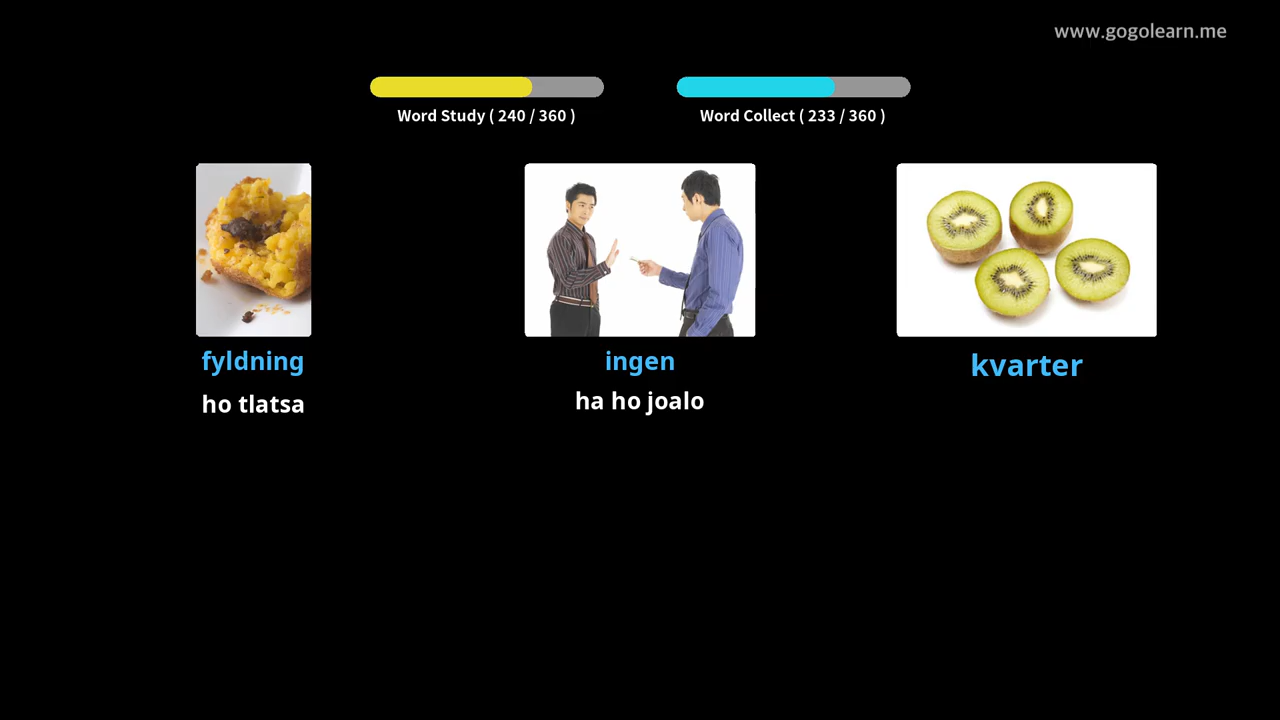 www.gogolearn.me
Word Study ( 240 / 360 )
Word Collect ( 233 / 360 )
fyldning
ho tlatsa
ingen
ha ho joalo
kvarter